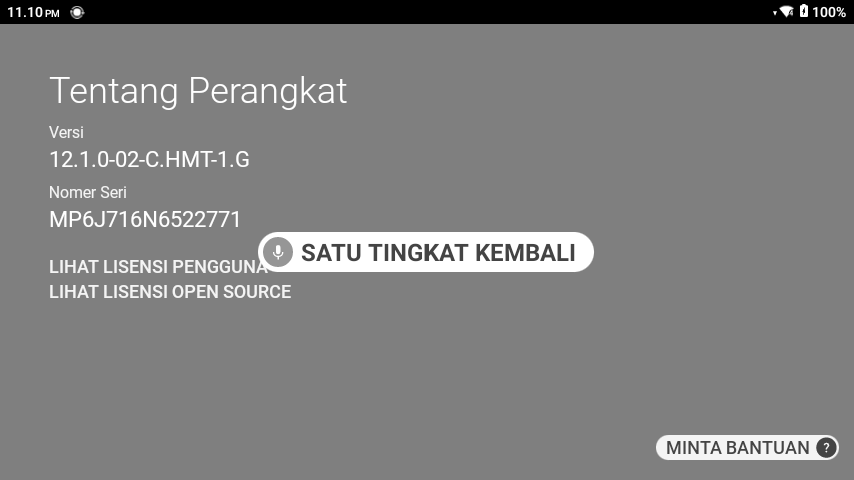 11.10 PM
100%
Tentang Perangkat
Versi
12.1.0-02-C.HMT-1.G
Nomer Seri
MP6J716N6522771
SATU TINGKAT KEMBALI
LIHAT LISENSI PENGGUNA
LIHAT LISENSI OPEN SOURCE
MINTA BANTUAN ?